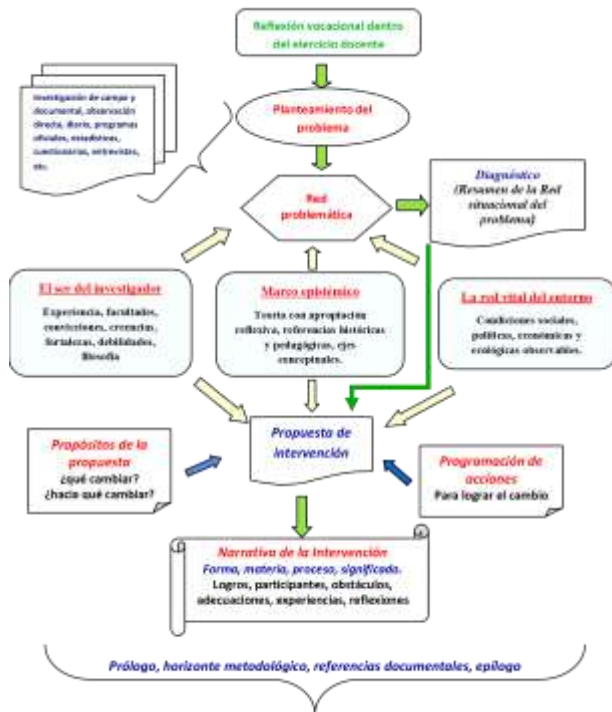 Reflexión vocacional dentro
del ejercicio docente
Planteamiento del
problema
Investigación de campo y
documental, observación
directa, diario, programas
oficiales, estadísticas,
cuestionarios, entrevistas,
etc.
Red
problemática
Diagnóstico
(Resumen de la Red
situacional del
problema)
El ser del investigador
Experiencia, facultades,
convicciones, creencias,
fortalezas, debilidades,
filosofía
Marco epistémico
Teoría con apropiación
reflexiva, referencias históricas
y pedagógicas, ejes
conceptuales.
La red vital del entorno
Condiciones sociales,
políticas, económicas y
ecológicas observables.
Propuesta de
intervención
Propósitos de la
propuesta
¿qué cambiar?
¿hacia qué cambiar?
Programación de
acciones
Para lograr el cambio
Narrativa de la Intervención
Forma, materia, proceso, significado.
Logros, participantes, obstáculos,
adecuaciones, experiencias, reflexiones
Prólogo, horizonte metodológico, referencias documentales, epílogo